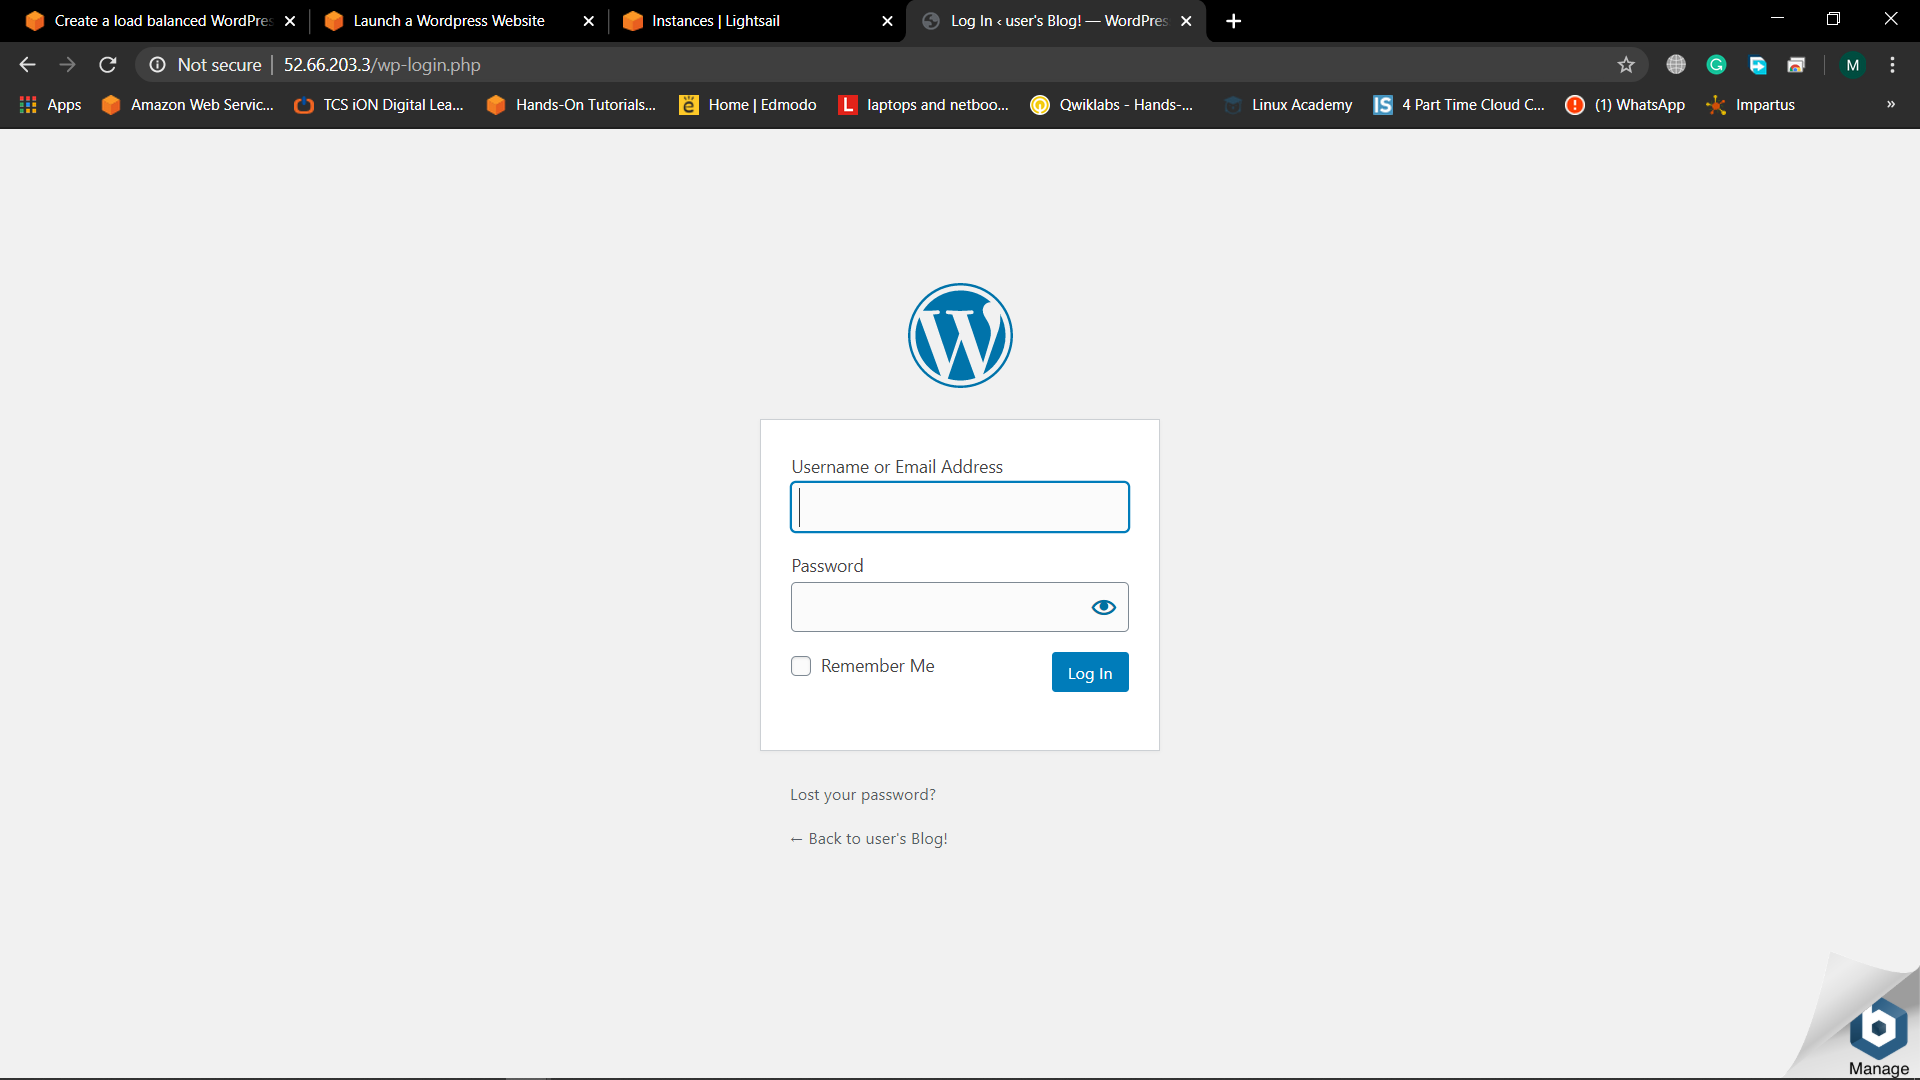 Create a load balanced WordPres
Launch a Wordpress Website
Instances | Lightsail
Log In ‹ user's Blog! — WordPres
Not secure | 52.66.203.3/wp-login.php
M
Apps
Amazon Web Servic...
TCS iON Digital Lea...
Hands-On Tutorials...
Home | Edmodo
laptops and netboo...
Qwiklabs - Hands-...
Linux Academy
4 Part Time Cloud C...
(1) WhatsApp
Impartus
»
Username or Email Address
Password
Remember Me
Log In
Lost your password?
← Back to user's Blog!
Manage